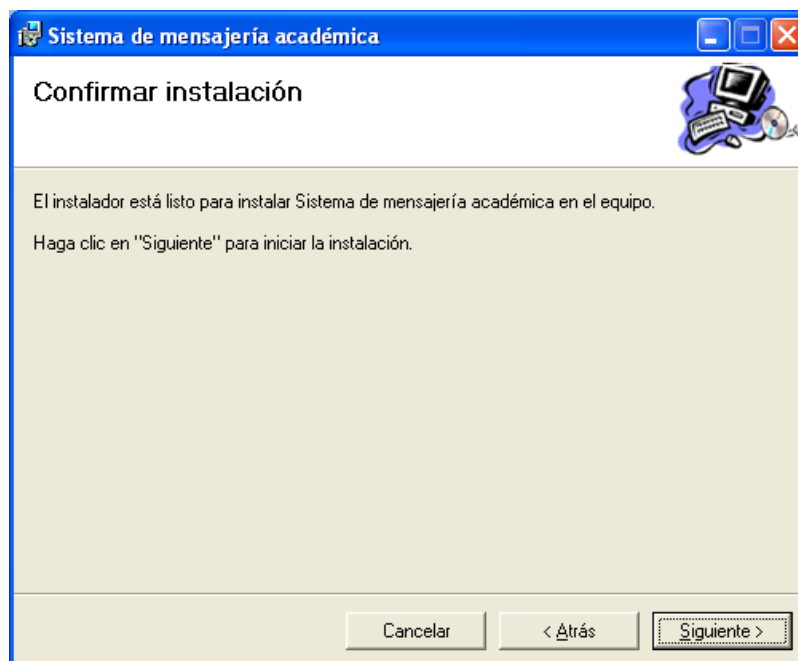 Sistema de mensajería académica
Confirmar instalación
El instalador está listo para instalar Sistema de mensajería académica en el equipo.
Haga clic en "Siguiente" para iniciar la instalación.
Cancelar
< Atrás
Siguiente >